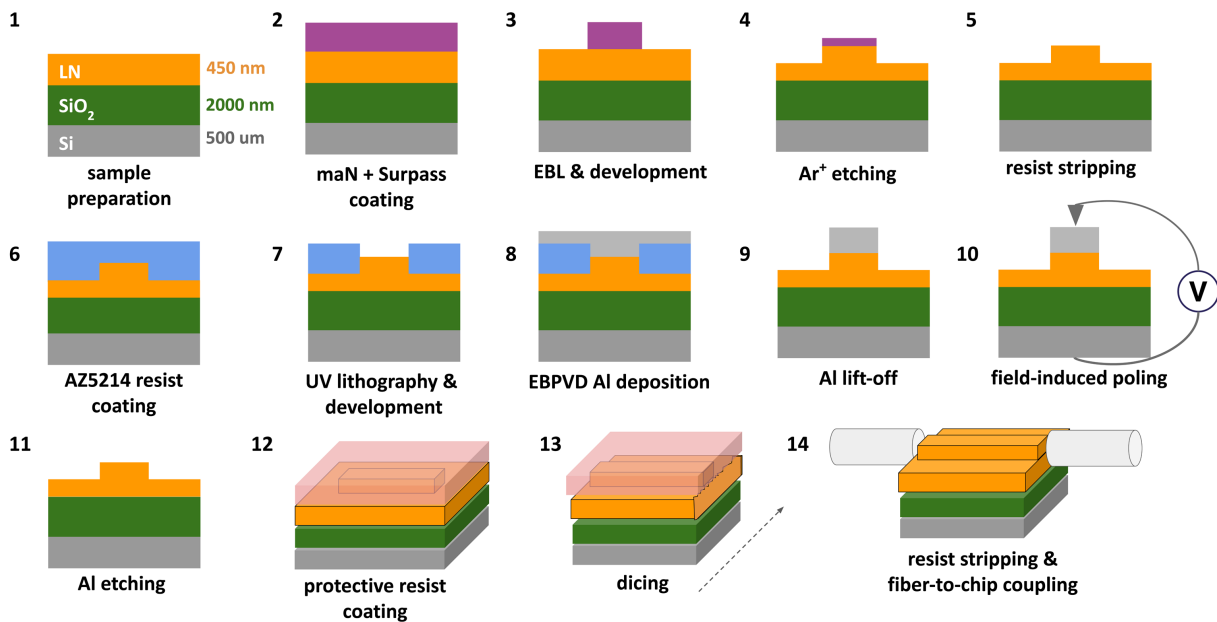 1
LN 450 nm
SiO2 2000 nm
Si 500 um
sample
preparation
2
maN + Surpass
coating
3
EBL & development
4
Ar+ etching
5
resist stripping
6
AZ5214 resist
coating
7
UV lithography &
development
8
EBPVD Al deposition
9
Al lift-off
10
V
field-induced poling
11
Al etching
12
protective resist
coating
13
dicing
14
resist stripping &
fiber-to-chip coupling